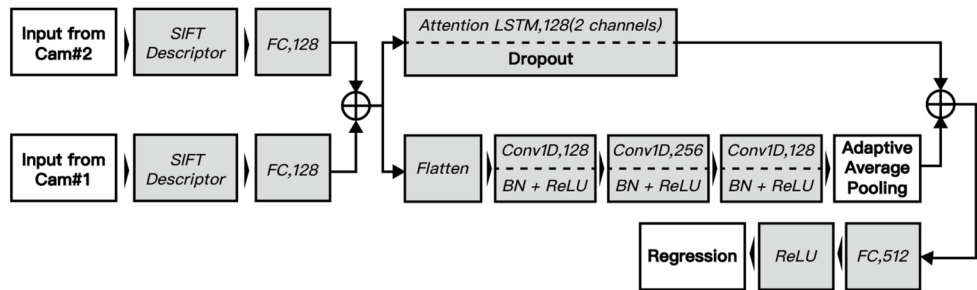 Input from
Cam#2
SIFT
Descriptor
FC,128
Attention LSTM,128(2 channels)
Dropout
Input from
Cam#1
SIFT
Descriptor
FC,128
Flatten
Conv1D,128
BN + ReLU
Conv1D,256
BN + ReLU
Conv1D,128
BN + ReLU
Adaptive
Average
Pooling
Regression
ReLU
FC,512